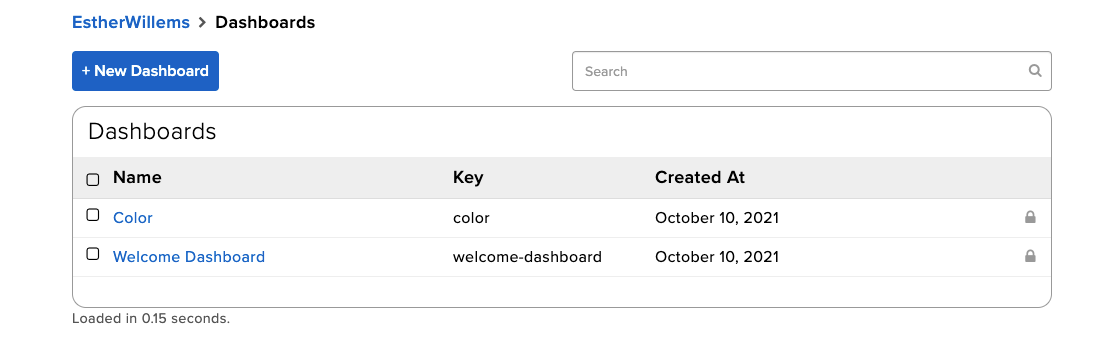 EstherWillems > Dashboards
+ New Dashboard
Search
Dashboards
Name Key Created At
Color color October 10, 2021
Welcome Dashboard welcome-dashboard October 10, 2021
Loaded in 0.15 seconds.